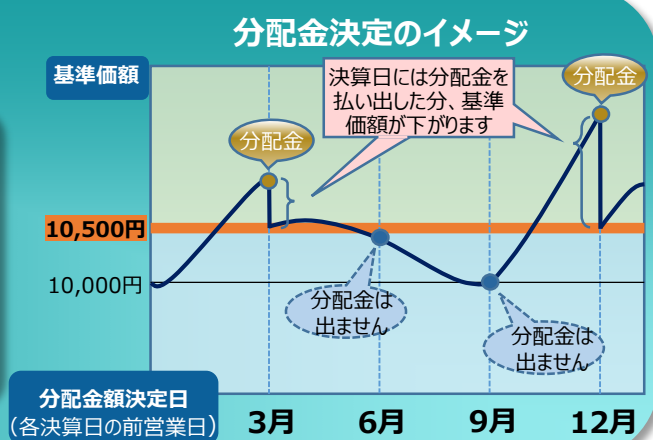 分配金決定のイメージ
基準価額
決算日には分配金を
払い出した分、基準
価額が下がります
分配金
分配金
10,500円
10,000円
分配金は
出ません
分配金は
出ません
分配金額決定日
(各決算日の前営業日)
3月
6月
9月
12月